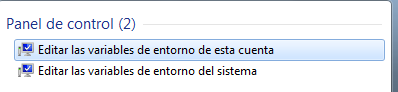 Panel de control (2)
Editar las variables de entorno de esta cuenta
Editar las variables de entorno del sistema